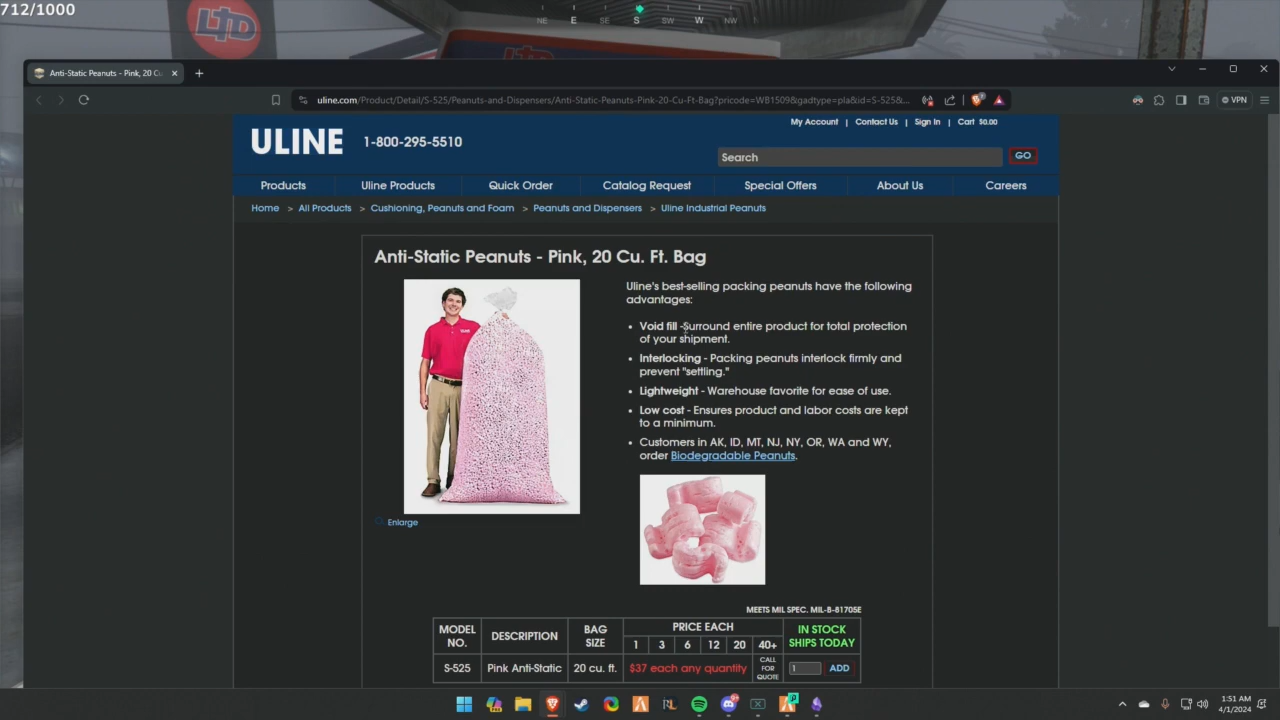 712/1000
NE E SE S SW W NW
LTD
Anti-Static Peanuts - Pink, 20 Cu
uline.com/Product/Detail/S-525/Peanuts-and-Dispensers/Anti-Static-Peanuts-Pink-20-Cu-Ft-Bag?pricode=WB1509&gadtype=pla&id=S-525&...
VPN
My Account | Contact Us | Sign In | Cart $0.00
ULINE 1-800-295-5510
Search GO
Products Uline Products Quick Order Catalog Request Special Offers About Us Careers
Home > All Products > Cushioning, Peanuts and Foam > Peanuts and Dispensers > Uline Industrial Peanuts
Anti-Static Peanuts - Pink, 20 Cu. Ft. Bag
Uline's best-selling packing peanuts have the following
advantages:
• Void fill - Surround entire product for total protection
of your shipment.
• Interlocking - Packing peanuts interlock firmly and
prevent "settling."
• Lightweight - Warehouse favorite for ease of use.
• Low cost - Ensures product and labor costs are kept
to a minimum.
• Customers in AK, ID, MT, NJ, NY, OR, WA and WY,
order Biodegradable Peanuts.
Enlarge
MEETS MIL SPEC. MIL-B-81705E
MODEL NO. DESCRIPTION BAG SIZE PRICE EACH IN STOCK SHIPS TODAY
1 3 6 12 20 40+
S-525 Pink Anti-Static 20 cu. ft. $37 each any quantity CALL FOR QUOTE 1 ADD
1:51 AM
4/1/2024